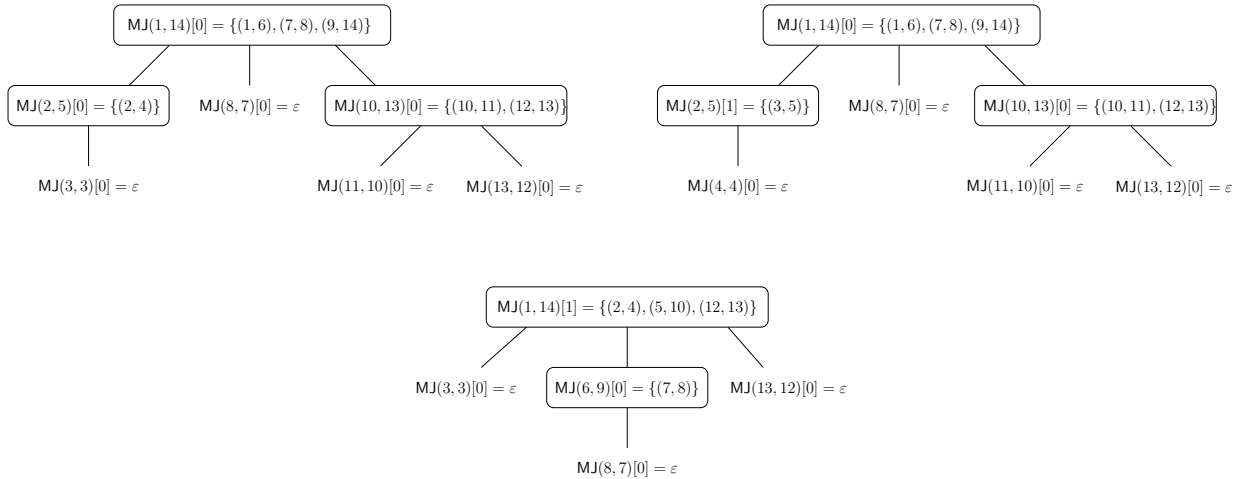 MJ(1, 14)[0] = {(1, 6), (7, 8), (9, 14)}
MJ(2, 5)[0] = {(2, 4)}
MJ(8, 7)[0] = ε
MJ(10, 13)[0] = {(10, 11), (12, 13)}
MJ(3, 3)[0] = ε
MJ(11, 10)[0] = ε
MJ(13, 12)[0] = ε
MJ(1, 14)[0] = {(1, 6), (7, 8), (9, 14)}
MJ(2, 5)[1] = {(3, 5)}
MJ(8, 7)[0] = ε
MJ(10, 13)[0] = {(10, 11), (12, 13)}
MJ(4, 4)[0] = ε
MJ(11, 10)[0] = ε
MJ(13, 12)[0] = ε
MJ(1, 14)[1] = {(2, 4), (5, 10), (12, 13)}
MJ(3, 3)[0] = ε
MJ(6, 9)[0] = {(7, 8)}
MJ(13, 12)[0] = ε
MJ(8, 7)[0] = ε